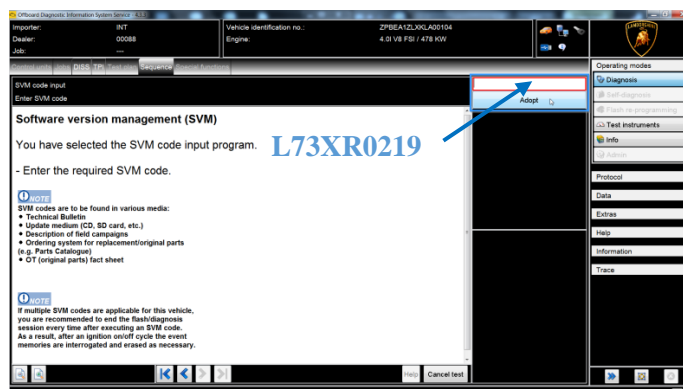 Offboard Diagnostic Information System Service - 4.3.3
Importer: INT
Dealer: 00088
Job: ---
Vehicle identification no.: ZPBEA1ZLXKLA00104
Engine: 4.0l V8 FSI / 478 KW
Control units Jobs DISS TPI Test plan Sequence Special functions
SVM code input
Enter SVM code
Software version management (SVM)
You have selected the SVM code input program.
- Enter the required SVM code.
NOTE
SVM codes are to be found in various media:
• Technical Bulletin
• Update medium (CD, SD card, etc.)
• Description of field campaigns
• Ordering system for replacement/original parts
(e.g. Parts Catalogue)
• OT (original parts) fact sheet
NOTE
If multiple SVM codes are applicable for this vehicle,
you are recommended to end the flash/diagnosis
session every time after executing an SVM code.
As a result, after an ignition on/off cycle the event
memories are interrogated and erased as necessary.
Help
Cancel test
Adopt
L73XR0219
Operating modes
Diagnosis
Self-diagnosis
Flash re-programming
Test instruments
Info
Admin
Protocol
Data
Extras
Help
Information
Trace